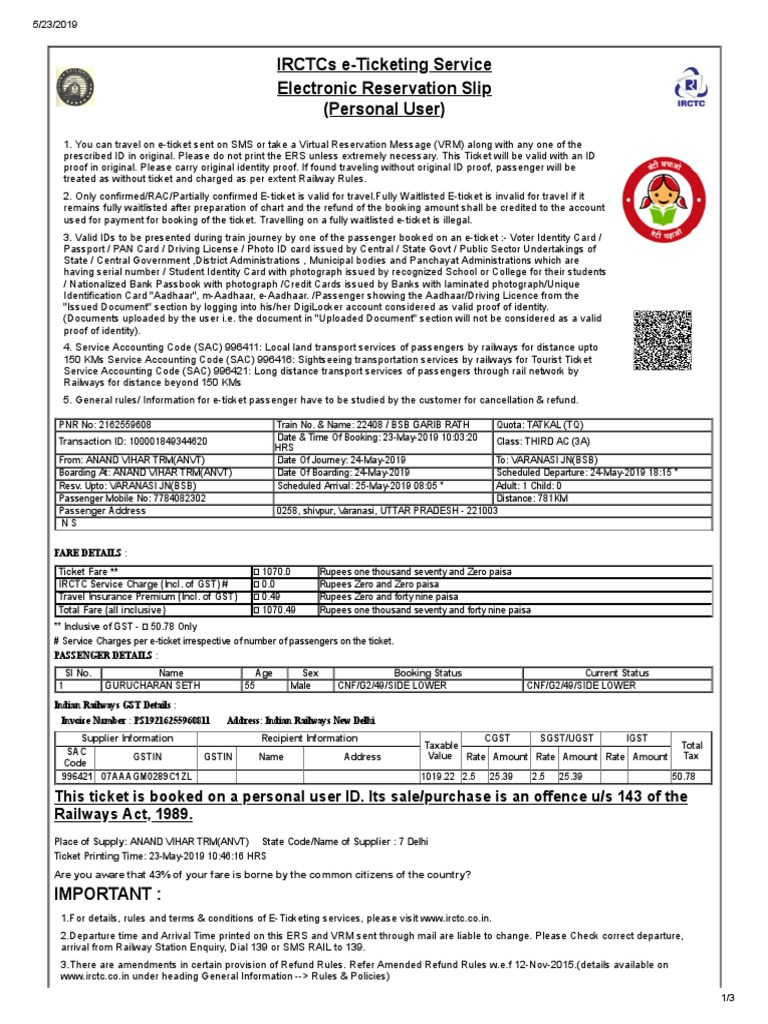 5/23/2019
IRCTCs e-Ticketing Service
Electronic Reservation Slip
(Personal User)
IRCTC
1. You can travel on e-ticket sent on SMS or take a Virtual Reservation Message (VRM) along with any one of the
prescribed ID in original. Please do not print the ERS unless extremely necessary. This Ticket will be valid with an ID
proof in original. Please carry original identity proof. If found traveling without original ID proof, passenger will be
treated as without ticket and charged as per extent Railway Rules.
2. Only confirmed/RAC/Partially confirmed E-ticket is valid for travel.Fully Waitlisted E-ticket is invalid for travel if it
remains fully waitlisted after preparation of chart and the refund of the booking amount shall be credited to the account
used for payment for booking of the ticket. Travelling on a fully waitlisted e-ticket is illegal.
3. Valid IDs to be presented during train journey by one of the passenger booked on an e-ticket :- Voter Identity Card /
Passport / PAN Card / Driving License / Photo ID card issued by Central / State Govt / Public Sector Undertakings of
State / Central Government ,District Administrations , Municipal bodies and Panchayat Administrations which are
having serial number / Student Identity Card with photograph issued by recognized School or College for their students
/ Nationalized Bank Passbook with photograph /Credit Cards issued by Banks with laminated photograph/Unique
Identification Card "Aadhaar", m-Aadhaar, e-Aadhaar. /Passenger showing the Aadhaar/Driving Licence from the
"Issued Document" section by logging into his/her DigiLocker account considered as valid proof of identity.
(Documents uploaded by the user i.e. the document in "Uploaded Document" section will not be considered as a valid
proof of identity).
बेटी बचाओ
बेटी पढ़ाओ
4. Service Accounting Code (SAC) 996411: Local land transport services of passengers by railways for distance upto
150 KMs Service Accounting Code (SAC) 996416: Sightseeing transportation services by railways for Tourist Ticket
Service Accounting Code (SAC) 996421: Long distance transport services of passengers through rail network by
Railways for distance beyond 150 KMs
5. General rules/ Information for e-ticket passenger have to be studied by the customer for cancellation & refund.
PNR No: 2162559608 Train No. & Name: 22408 / BSB GARIB RATH Quota: TATKAL (TQ)
Transaction ID: 100001849344620 Date & Time Of Booking: 23-May-2019 10:03:20 HRS Class: THIRD AC (3A)
From: ANAND VIHAR TRM(ANVT) Date Of Journey: 24-May-2019 To: VARANASI JN(BSB)
Boarding At: ANAND VIHAR TRM(ANVT) Date Of Boarding: 24-May-2019 Scheduled Departure: 24-May-2019 18:15 *
Resv. Upto: VARANASI JN(BSB) Scheduled Arrival: 25-May-2019 08:05 * Adult: 1 Child: 0
Passenger Mobile No: 7784082302 Distance: 781KM
Passenger Address 0258, shivpur, Varanasi, UTTAR PRADESH - 221003
N S
FARE DETAILS :
Ticket Fare ** 1070.0 Rupees one thousand seventy and Zero paisa
IRCTC Service Charge (Incl. of GST) # 0.0 Rupees Zero and Zero paisa
Travel Insurance Premium (Incl. of GST) 0.49 Rupees Zero and forty nine paisa
Total Fare (all inclusive) 1070.49 Rupees one thousand seventy and forty nine paisa
** Inclusive of GST - 50.78 Only
# Service Charges per e-ticket irrespective of number of passengers on the ticket.
PASSENGER DETAILS :
Sl No. Name Age Sex Booking Status Current Status
1 GURUCHARAN SETH 55 Male CNF/G2/49/SIDE LOWER CNF/G2/49/SIDE LOWER
Indian Railways GST Details :
Invoice Number : PS19216255960811 Address: Indian Railways New Delhi
Supplier Information Recipient Information Taxable Value CGST SGST/UGST IGST Total Tax
SAC Code GSTIN GSTIN Name Address Rate Amount Rate Amount Rate Amount
996421 07AAAGM0289C1ZL 1019.22 2.5 25.39 2.5 25.39 50.78
This ticket is booked on a personal user ID. Its sale/purchase is an offence u/s 143 of the
Railways Act, 1989.
Place of Supply: ANAND VIHAR TRM(ANVT) State Code/Name of Supplier : 7 Delhi
Ticket Printing Time: 23-May-2019 10:46:16 HRS
Are you aware that 43% of your fare is borne by the common citizens of the country?
IMPORTANT :
1.For details, rules and terms & conditions of E-Ticketing services, please visit www.irctc.co.in.
2.Departure time and Arrival Time printed on this ERS and VRM sent through mail are liable to change. Please Check correct departure,
arrival from Railway Station Enquiry, Dial 139 or SMS RAIL to 139.
3.There are amendments in certain provision of Refund Rules. Refer Amended Refund Rules w.e.f 12-Nov-2015.(details available on
www.irctc.co.in under heading General Information --> Rules & Policies)
1/3